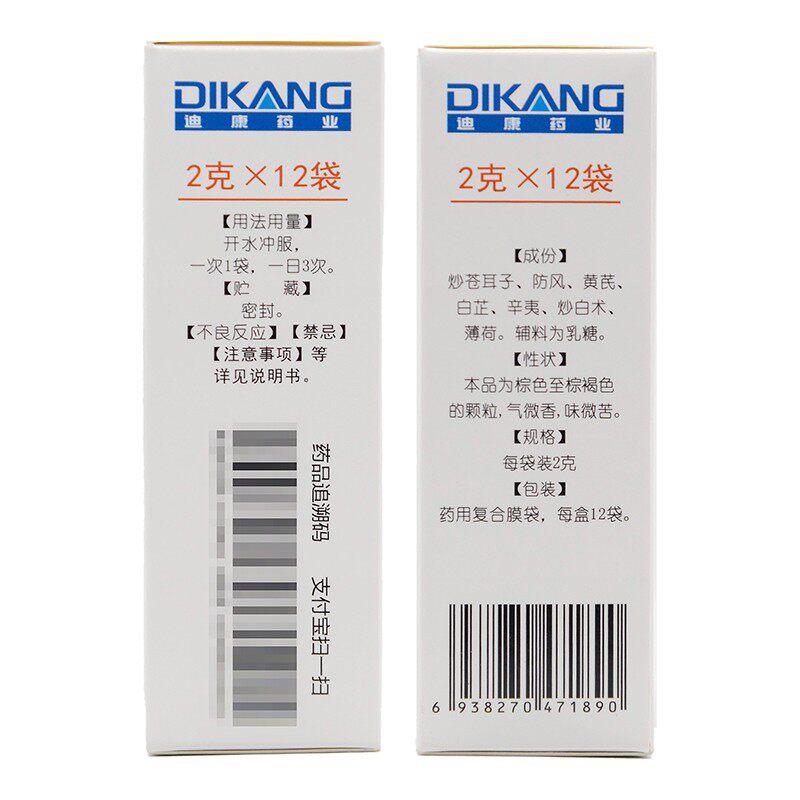 DIKANG
迪康药业
2克×12袋
【用法用量】
开水冲服，
一次1袋，一日3次。
【贮 藏】
密封。
【不良反应】【禁忌】
【注意事项】等
详见说明书。
药品追溯码 支付宝扫一扫
DIKANG
迪康药业
2克×12袋
【成份】
炒苍耳子、防风、黄芪、
白芷、辛夷、炒白术、
薄荷。辅料为乳糖。
【性状】
本品为棕色至棕褐色
的颗粒,气微香,味微苦。
【规格】
每袋装2克
【包装】
药用复合膜袋，每盒12袋。
6 938270 471890